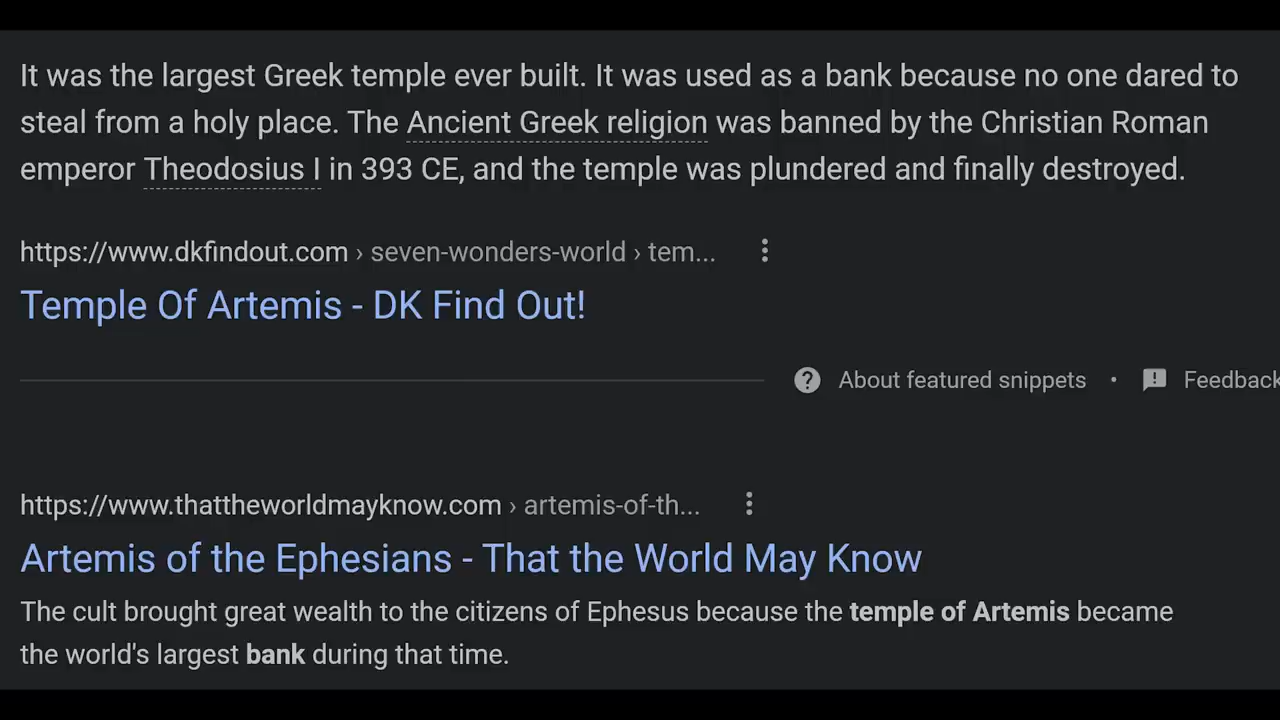 It was the largest Greek temple ever built. It was used as a bank because no one dared to
steal from a holy place. The Ancient Greek religion was banned by the Christian Roman
emperor Theodosius I in 393 CE, and the temple was plundered and finally destroyed.
https://www.dkfindout.com › seven-wonders-world › tem...
Temple Of Artemis - DK Find Out!
About featured snippets • Feedback
https://www.thattheworldmayknow.com › artemis-of-th...
Artemis of the Ephesians - That the World May Know
The cult brought great wealth to the citizens of Ephesus because the temple of Artemis became
the world's largest bank during that time.